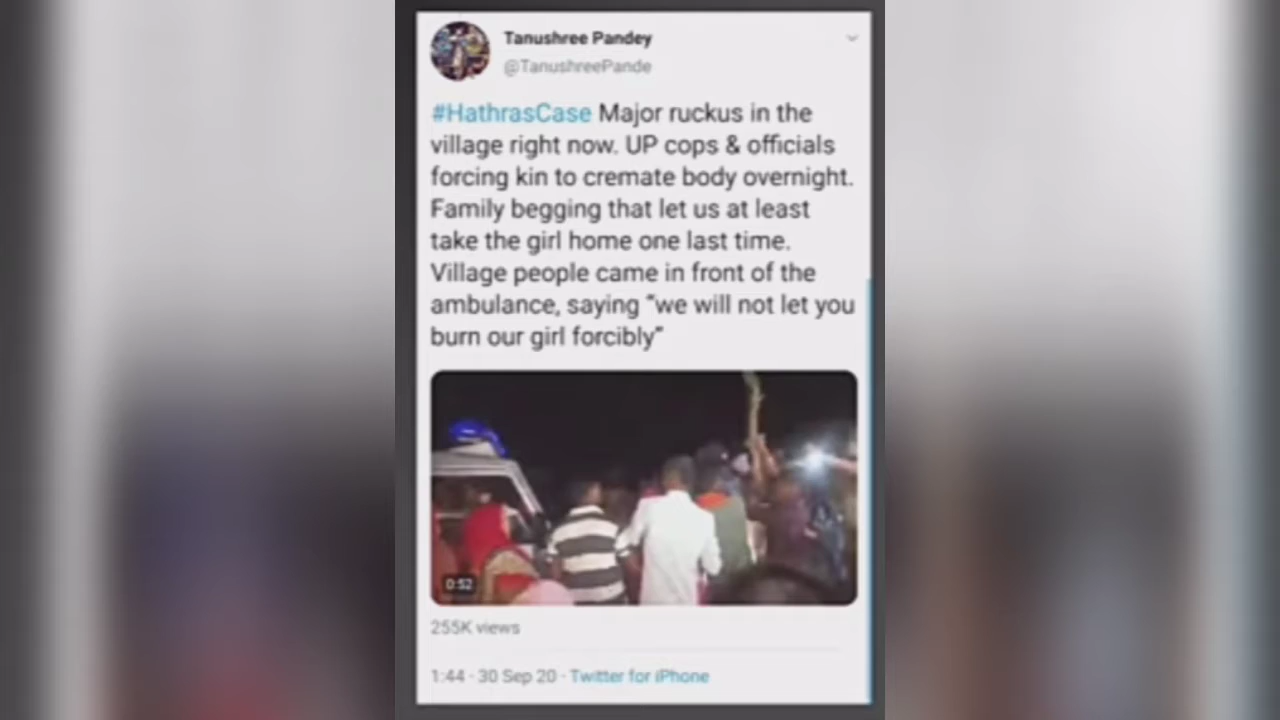 Tanushree Pandey
@TanushreePande
#HathrasCase Major ruckus in the
village right now. UP cops & officials
forcing kin to cremate body overnight.
Family begging that let us at least
take the girl home one last time.
Village people came in front of the
ambulance, saying “we will not let you
burn our girl forcibly”
0:52
255K views
1:44 · 30 Sep 20 · Twitter for iPhone